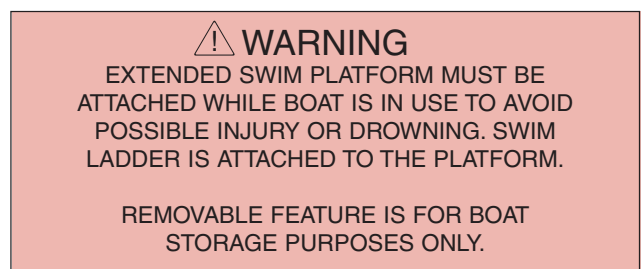 WARNING
EXTENDED SWIM PLATFORM MUST BE
ATTACHED WHILE BOAT IS IN USE TO AVOID
POSSIBLE INJURY OR DROWNING. SWIM
LADDER IS ATTACHED TO THE PLATFORM.
REMOVABLE FEATURE IS FOR BOAT
STORAGE PURPOSES ONLY.